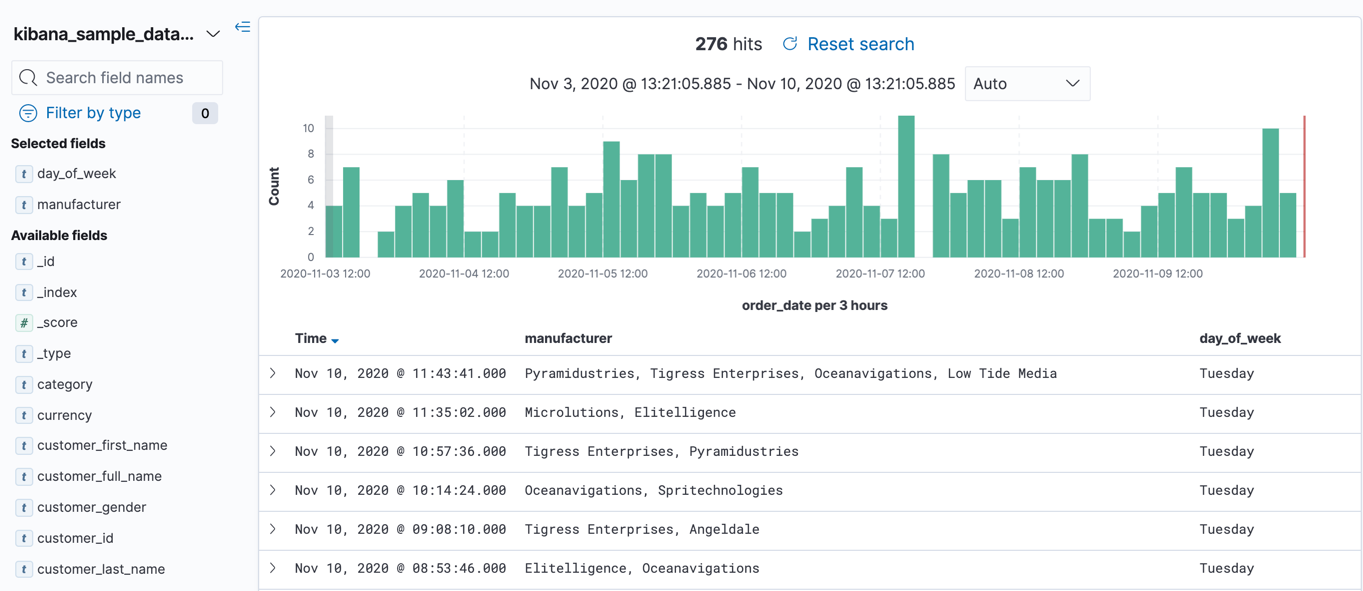 kibana_sample_data...
Search field names
Filter by type 0
Selected fields
t day_of_week
t manufacturer
Available fields
t _id
t _index
# _score
t _type
t category
t currency
t customer_first_name
t customer_full_name
t customer_gender
t customer_id
t customer_last_name
276 hits Reset search
Nov 3, 2020 @ 13:21:05.885 - Nov 10, 2020 @ 13:21:05.885 Auto
Count
10
8
6
4
2
0
2020-11-03 12:00 2020-11-04 12:00 2020-11-05 12:00 2020-11-06 12:00 2020-11-07 12:00 2020-11-08 12:00 2020-11-09 12:00
order_date per 3 hours
Time manufacturer day_of_week
Nov 10, 2020 @ 11:43:41.000 Pyramidustries, Tigress Enterprises, Oceanavigations, Low Tide Media Tuesday
Nov 10, 2020 @ 11:35:02.000 Microlutions, Elitelligence Tuesday
Nov 10, 2020 @ 10:57:36.000 Tigress Enterprises, Pyramidustries Tuesday
Nov 10, 2020 @ 10:14:24.000 Oceanavigations, Spritechnologies Tuesday
Nov 10, 2020 @ 09:08:10.000 Tigress Enterprises, Angeldale Tuesday
Nov 10, 2020 @ 08:53:46.000 Elitelligence, Oceanavigations Tuesday